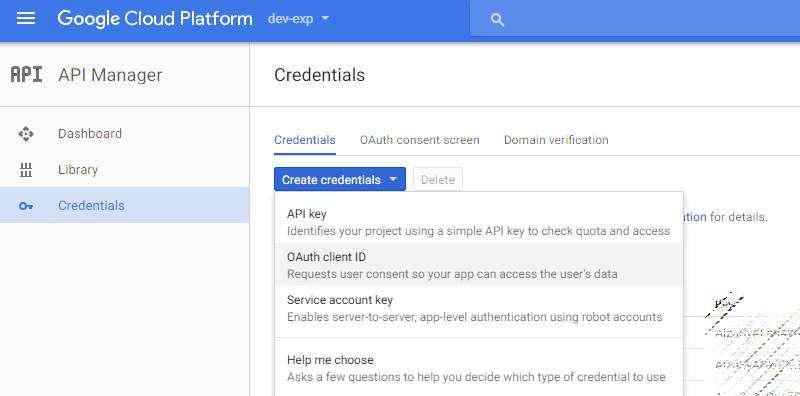 Google Cloud Platform dev-exp
API API Manager
Credentials
Dashboard
Library
Credentials
Credentials OAuth consent screen Domain verification
Create credentials Delete
API key
Identifies your project using a simple API key to check quota and access
for details.
OAuth client ID
Requests user consent so your app can access the user's data
Service account key
Enables server-to-server, app-level authentication using robot accounts
Help me choose
Asks a few questions to help you decide which type of credential to use